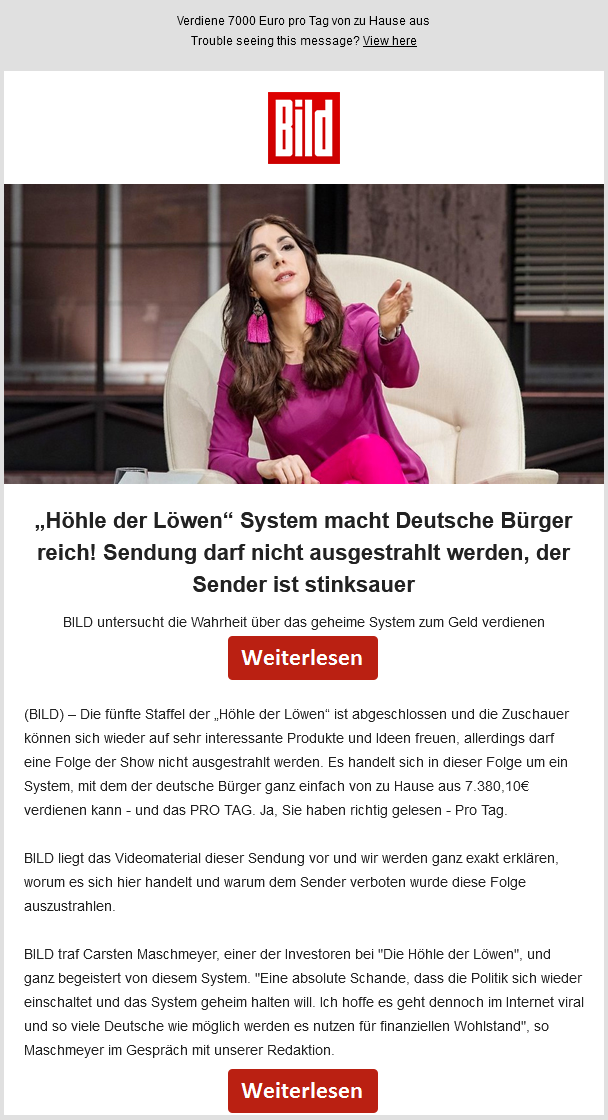 Verdiene 7000 Euro pro Tag von zu Hause aus
Trouble seeing this message? View here
Bild
„Höhle der Löwen“ System macht Deutsche Bürger
reich! Sendung darf nicht ausgestrahlt werden, der
Sender ist stinksauer
BILD untersucht die Wahrheit über das geheime System zum Geld verdienen
Weiterlesen
(BILD) – Die fünfte Staffel der „Höhle der Löwen“ ist abgeschlossen und die Zuschauer
können sich wieder auf sehr interessante Produkte und Ideen freuen, allerdings darf
eine Folge der Show nicht ausgestrahlt werden. Es handelt sich in dieser Folge um ein
System, mit dem der deutsche Bürger ganz einfach von zu Hause aus 7.380,10€
verdienen kann - und das PRO TAG. Ja, Sie haben richtig gelesen - Pro Tag.
BILD liegt das Videomaterial dieser Sendung vor und wir werden ganz exakt erklären,
worum es sich hier handelt und warum dem Sender verboten wurde diese Folge
auszustrahlen.
BILD traf Carsten Maschmeyer, einer der Investoren bei "Die Höhle der Löwen", und
ganz begeistert von diesem System. "Eine absolute Schande, dass die Politik sich wieder
einschaltet und das System geheim halten will. Ich hoffe es geht dennoch im Internet viral
und so viele Deutsche wie möglich werden es nutzen für finanziellen Wohlstand", so
Maschmeyer im Gespräch mit unserer Redaktion.
Weiterlesen